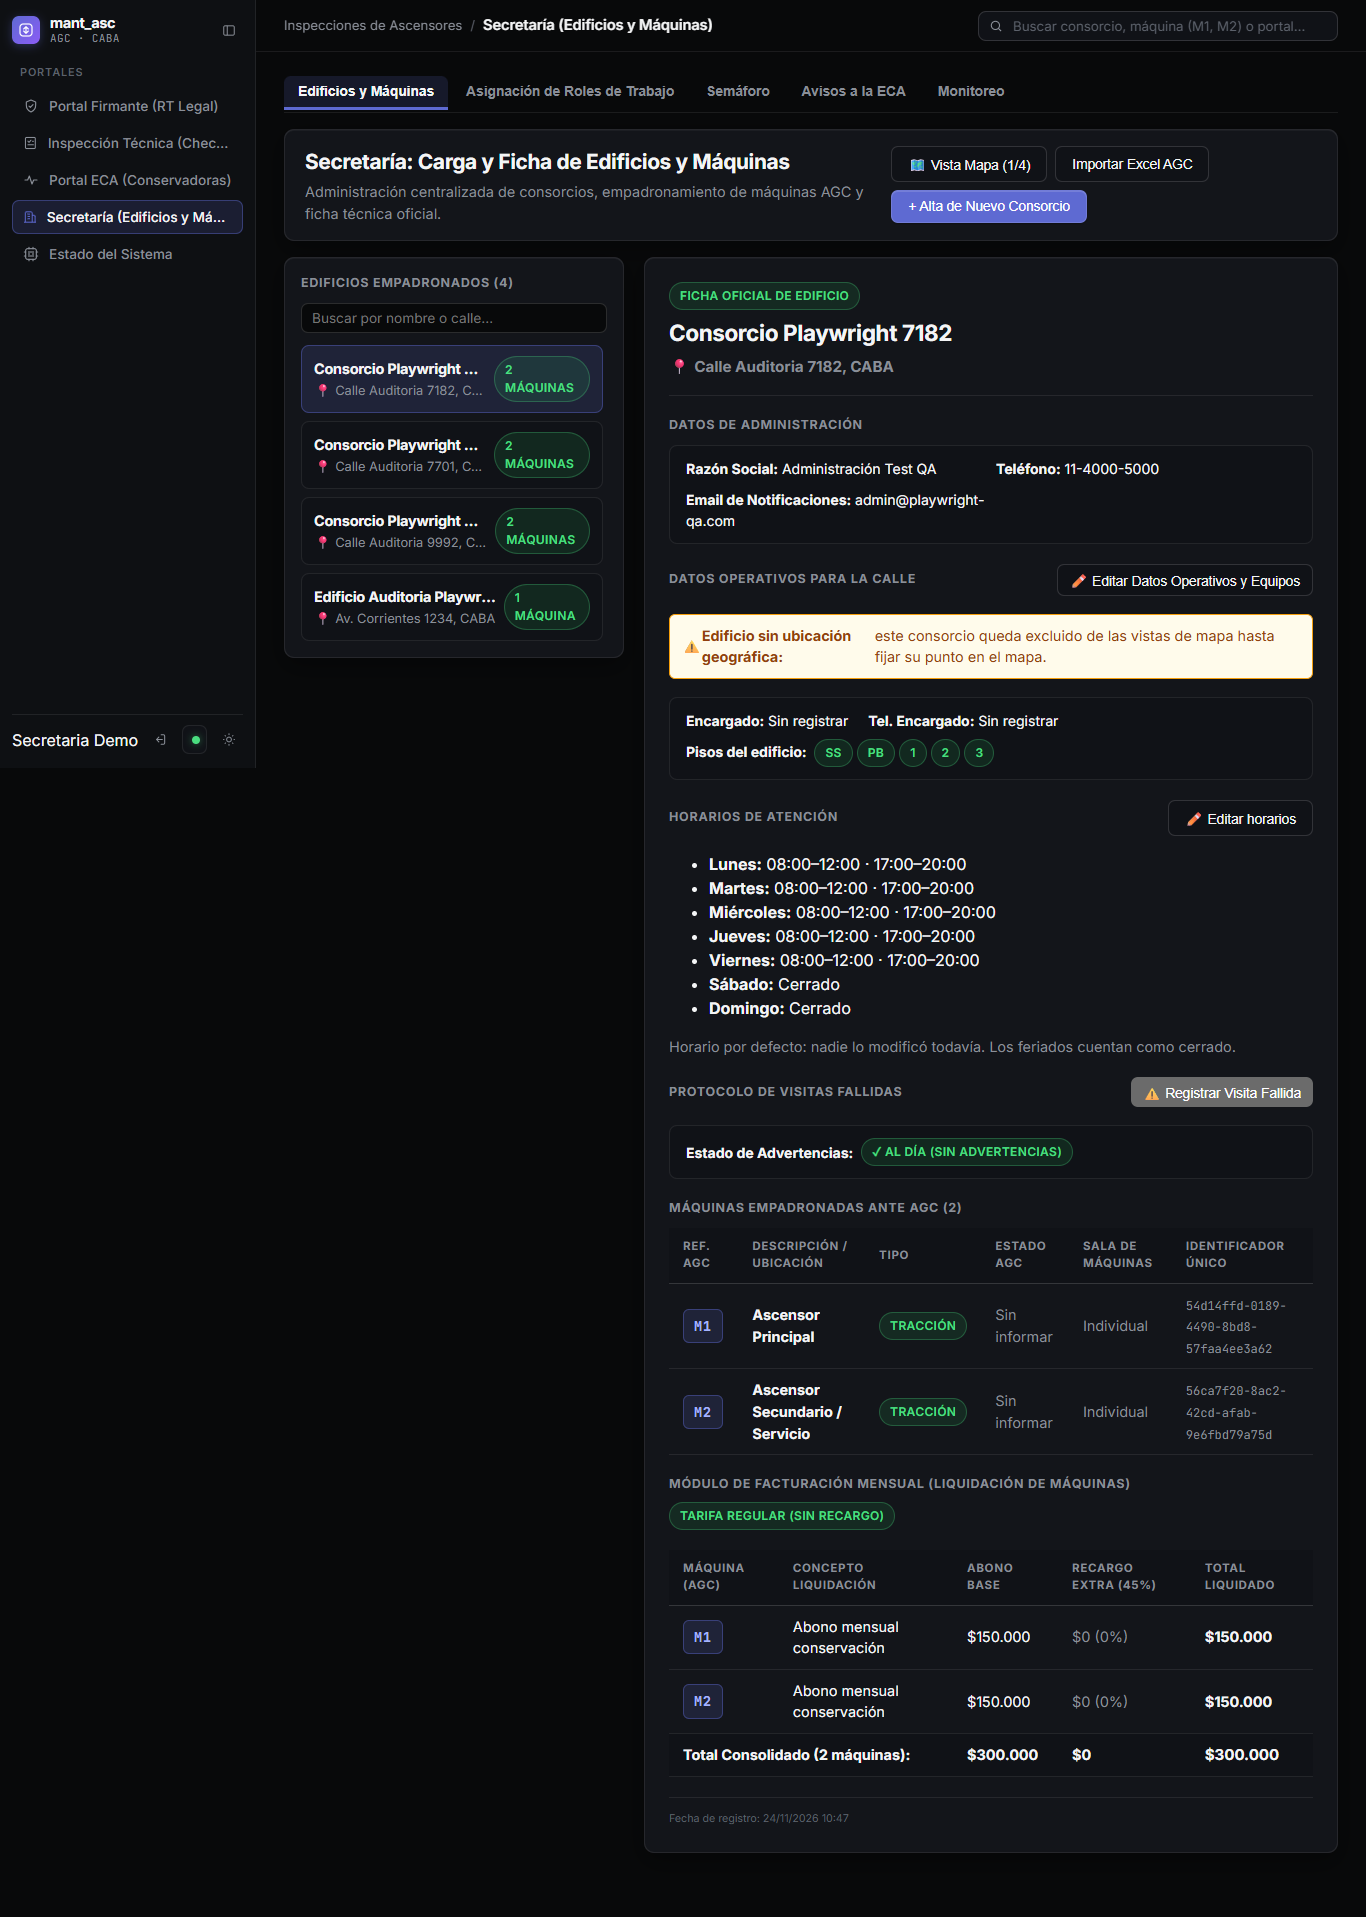 mant_asc
AGC · CABA
PORTALES
Portal Firmante (RT Legal)
Inspección Técnica (Chec...
Portal ECA (Conservadoras)
Secretaría (Edificios y Má...
Estado del Sistema
Secretaria Demo
Inspecciones de Ascensores / Secretaría (Edificios y Máquinas)
Buscar consorcio, máquina (M1, M2) o portal...
Edificios y Máquinas
Asignación de Roles de Trabajo
Semáforo
Avisos a la ECA
Monitoreo
Secretaría: Carga y Ficha de Edificios y Máquinas
Administración centralizada de consorcios, empadronamiento de máquinas AGC y
ficha técnica oficial.
Vista Mapa (1/4)
Importar Excel AGC
+ Alta de Nuevo Consorcio
EDIFICIOS EMPADRONADOS (4)
Buscar por nombre o calle...
Consorcio Playwright ...
Calle Auditoria 7182, C...
2
MÁQUINAS
Consorcio Playwright ...
Calle Auditoria 7701, C...
2
MÁQUINAS
Consorcio Playwright ...
Calle Auditoria 9992, C...
2
MÁQUINAS
Edificio Auditoria Playwr...
Av. Corrientes 1234, CABA
1
MÁQUINA
FICHA OFICIAL DE EDIFICIO
Consorcio Playwright 7182
Calle Auditoria 7182, CABA
DATOS DE ADMINISTRACIÓN
Razón Social: Administración Test QA
Teléfono: 11-4000-5000
Email de Notificaciones: admin@playwright-
qa.com
DATOS OPERATIVOS PARA LA CALLE
Editar Datos Operativos y Equipos
Edificio sin ubicación
geográfica:
este consorcio queda excluido de las vistas de mapa hasta
fijar su punto en el mapa.
Encargado: Sin registrar
Tel. Encargado: Sin registrar
Pisos del edificio: SS PB 1 2 3
HORARIOS DE ATENCIÓN
Editar horarios
• Lunes: 08:00–12:00 · 17:00–20:00
• Martes: 08:00–12:00 · 17:00–20:00
• Miércoles: 08:00–12:00 · 17:00–20:00
• Jueves: 08:00–12:00 · 17:00–20:00
• Viernes: 08:00–12:00 · 17:00–20:00
• Sábado: Cerrado
• Domingo: Cerrado
Horario por defecto: nadie lo modificó todavía. Los feriados cuentan como cerrado.
PROTOCOLO DE VISITAS FALLIDAS
Registrar Visita Fallida
Estado de Advertencias: ✓ AL DÍA (SIN ADVERTENCIAS)
MÁQUINAS EMPADRONADAS ANTE AGC (2)
REF.
AGC
DESCRIPCIÓN /
UBICACIÓN
TIPO
ESTADO
AGC
SALA DE
MÁQUINAS
IDENTIFICADOR
ÚNICO
M1
Ascensor
Principal
TRACCIÓN
Sin
informar
Individual
54d14ffd-0189-
4490-8bd8-
57faa4ee3a62
M2
Ascensor
Secundario /
Servicio
TRACCIÓN
Sin
informar
Individual
56ca7f20-8ac2-
42cd-afab-
9e6fbd79a75d
MÓDULO DE FACTURACIÓN MENSUAL (LIQUIDACIÓN DE MÁQUINAS)
TARIFA REGULAR (SIN RECARGO)
MÁQUINA
(AGC)
CONCEPTO
LIQUIDACIÓN
ABONO
BASE
RECARGO
EXTRA (45%)
TOTAL
LIQUIDADO
M1
Abono mensual
conservación
$150.000
$0 (0%)
$150.000
M2
Abono mensual
conservación
$150.000
$0 (0%)
$150.000
Total Consolidado (2 máquinas):
$300.000
$0
$300.000
Fecha de registro: 24/11/2026 10:47